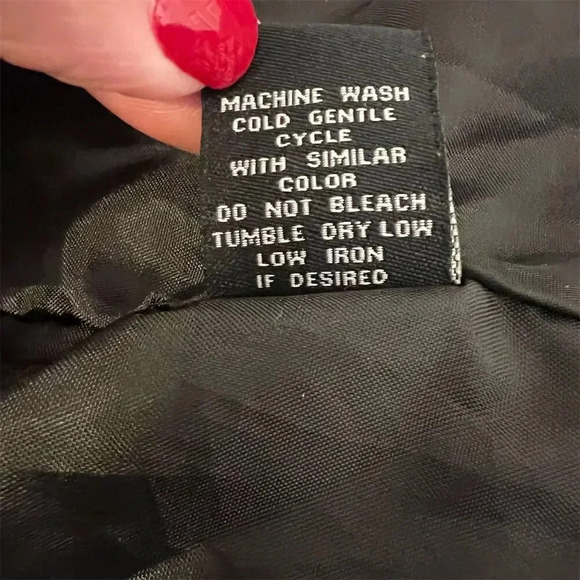 MACHINE WASH
COLD GENTLE
CYCLE
WITH SIMILAR
COLOR
DO NOT BLEACH
TUMBLE DRY LOW
LOW IRON
IF DESIRED